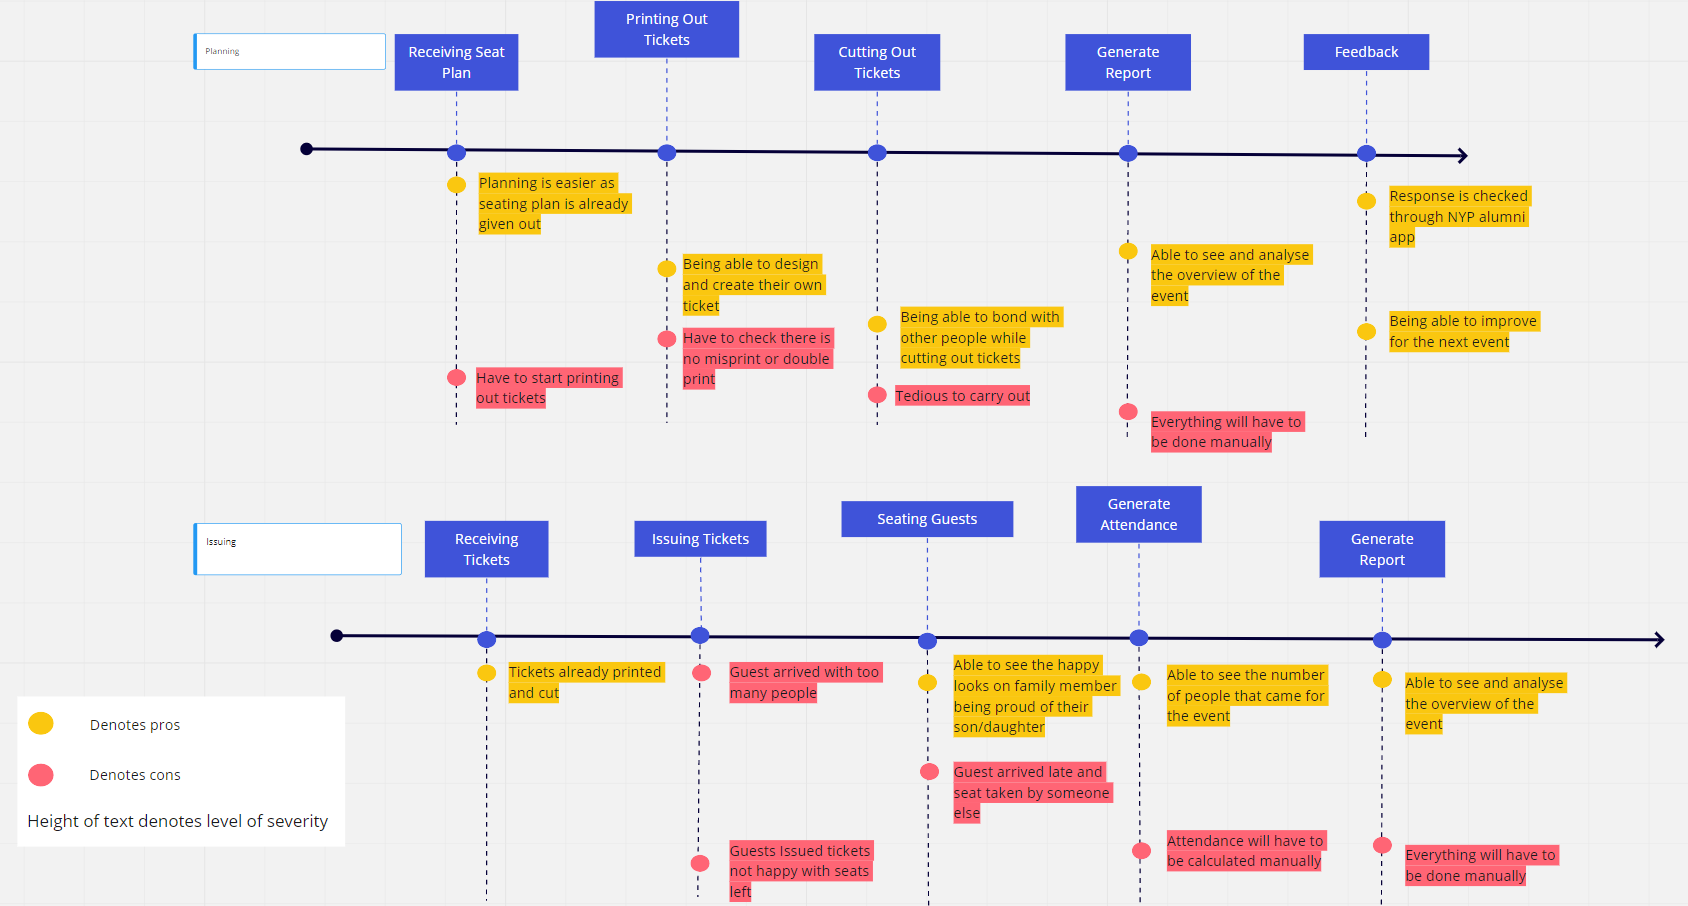 Planning
Receiving Seat
Plan
Printing Out
Tickets
Cutting Out
Tickets
Generate
Report
Feedback
Planning is easier as
seating plan is already
given out
Have to start printing
out tickets
Being able to design
and create their own
ticket
Have to check there is
no misprint or double
print
Being able to bond with
other people while
cutting out tickets
Tedious to carry out
Able to see and analyse
the overview of the
event
Everything will have to
be done manually
Response is checked
through NYP alumni
app
Being able to improve
for the next event
Issuing
Receiving
Tickets
Issuing Tickets
Seating Guests
Generate
Attendance
Generate
Report
Tickets already printed
and cut
Guest arrived with too
many people
Guests Issued tickets
not happy with seats
left
Able to see the happy
looks on family member
being proud of their
son/daughter
Guest arrived late and
seat taken by someone
else
Able to see the number
of people that came for
the event
Attendance will have to
be calculated manually
Able to see and analyse
the overview of the
event
Everything will have to
be done manually
Denotes pros
Denotes cons
Height of text denotes level of severity